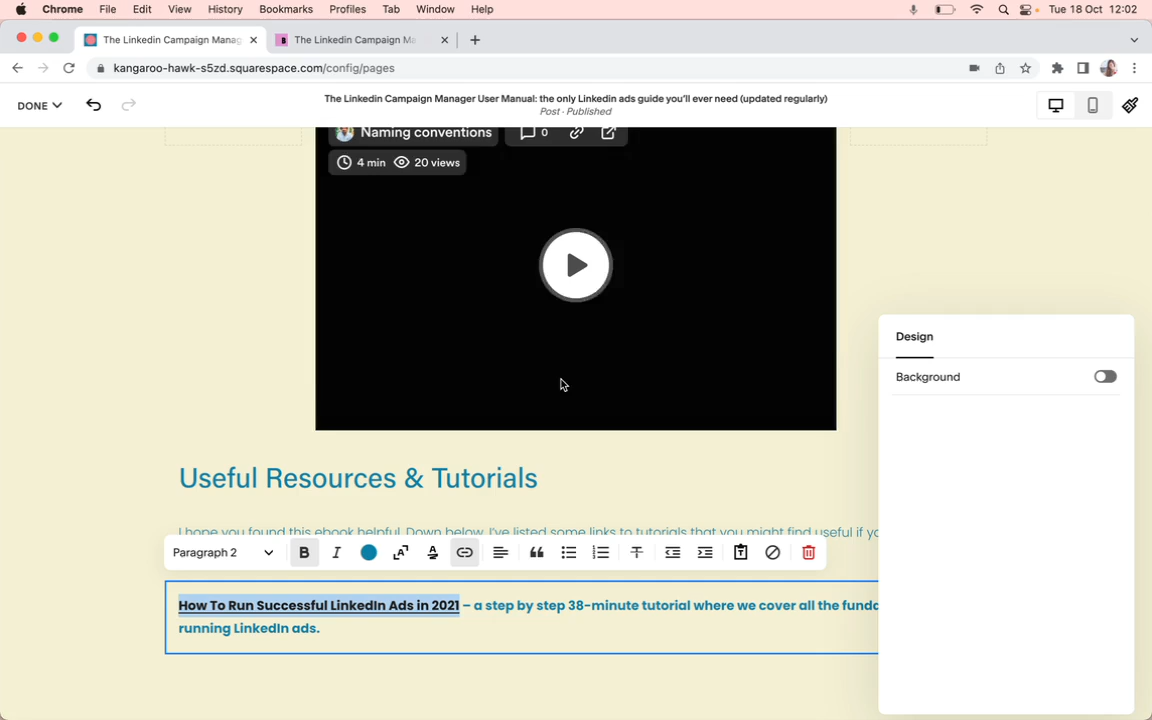 Chrome File Edit View History Bookmarks Profiles Tab Window Help Tue 18 Oct 12:02
The Linkedin Campaign Manag The Linkedin Campaign Ma
kangaroo-hawk-s5zd.squarespace.com/config/pages
DONE
The Linkedin Campaign Manager User Manual: the only Linkedin ads guide you'll ever need (updated regularly)
Post · Published
Naming conventions 0
4 min 20 views
Design
Background
Useful Resources & Tutorials
I hope you found this ebook helpful. Down below, I've listed some links to tutorials that you might find useful if
Paragraph 2 B I
How To Run Successful LinkedIn Ads in 2021 – a step by step 38-minute tutorial where we cover all the
running LinkedIn ads.